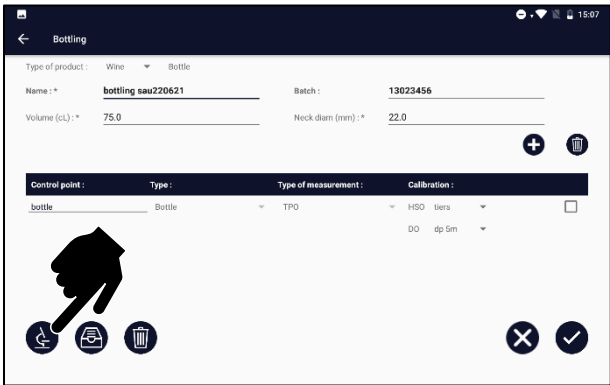 15:07
Bottling
Type of product : Wine Bottle
Name : * bottling sau220621 Batch : 13023456
Volume (cL) : * 75.0 Neck diam (mm) : * 22.0
Control point : Type : Type of measurement : Calibration :
bottle Bottle TPO HSO tiers
DO dp 5m